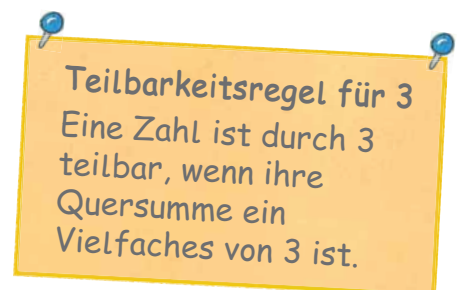 Teilbarkeitsregel für 3
Eine Zahl ist durch 3
teilbar, wenn ihre
Quersumme ein
Vielfaches von 3 ist.